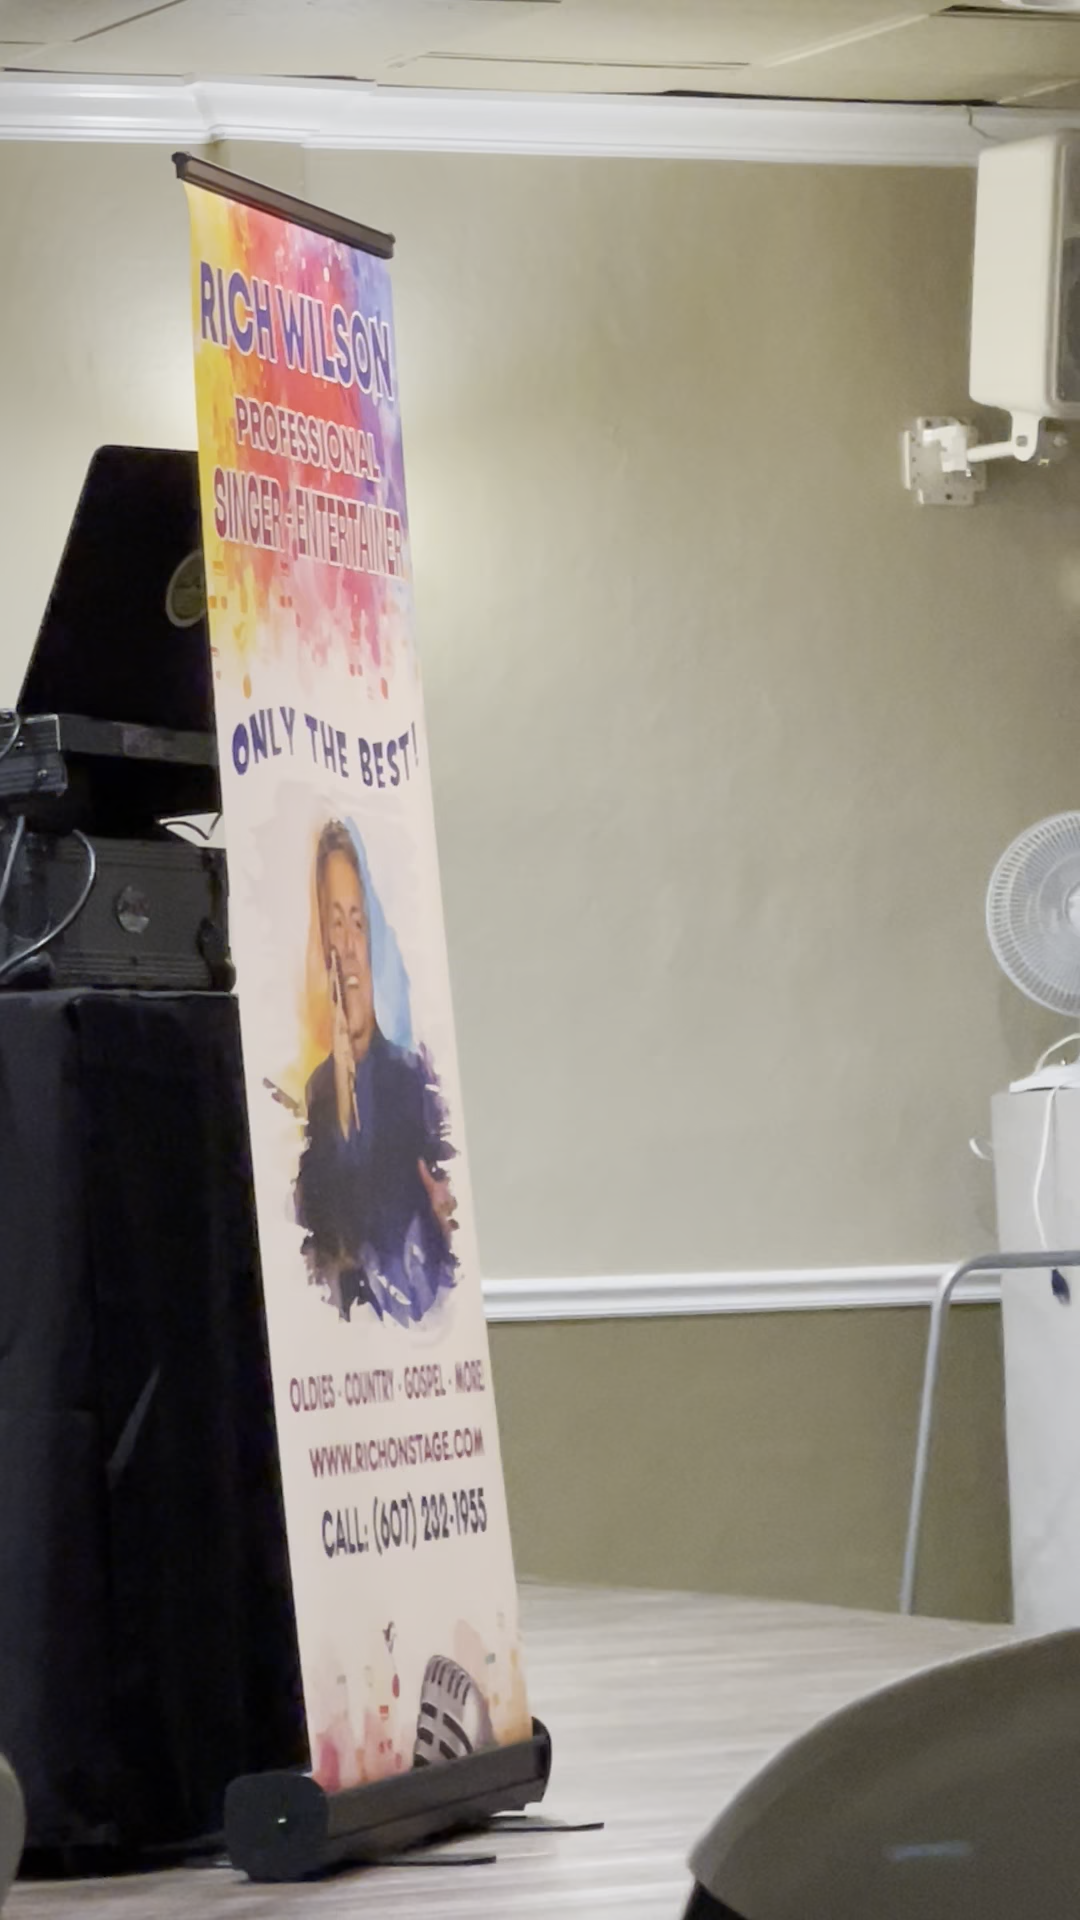 RICH WILSON
PROFESSIONAL
SINGER - ENTERTAINER
ONLY THE BEST!
OLDIES - COUNTRY - GOSPEL - MORE!
WWW.RICHONSTAGE.COM
CALL: (607) 232-1955